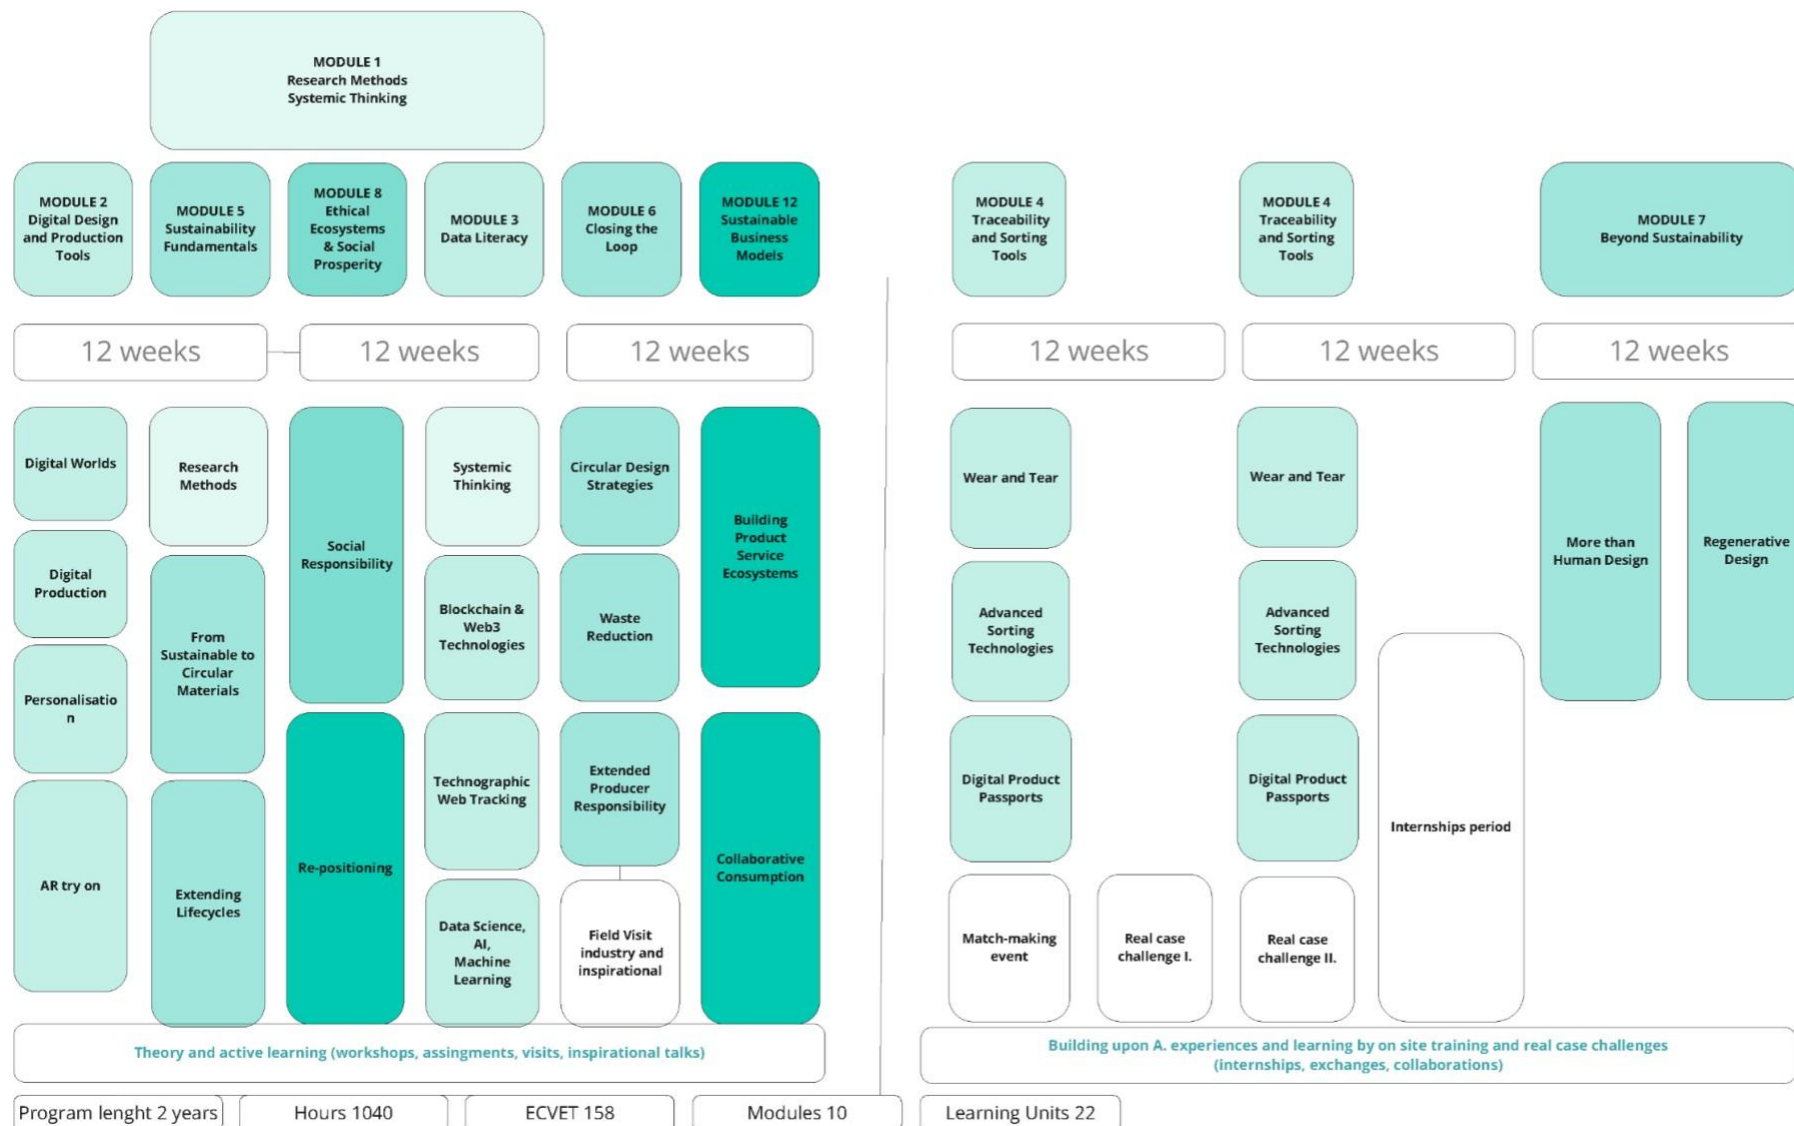 MODULE 1
Research Methods
Systemic Thinking
MODULE 2
Digital Design
and Production
Tools
MODULE 5
Sustainability
Fundamentals
MODULE 8
Ethical
Ecosystems
& Social
Prosperity
MODULE 3
Data Literacy
MODULE 6
Closing the
Loop
MODULE 12
Sustainable
Business
Models
MODULE 4
Traceability
and Sorting
Tools
MODULE 4
Traceability
and Sorting
Tools
MODULE 7
Beyond Sustainability
12 weeks
12 weeks
12 weeks
12 weeks
12 weeks
12 weeks
Digital Worlds
Digital
Production
Personalisatio
n
AR try on
Research
Methods
From
Sustainable to
Circular
Materials
Extending
Lifecycles
Social
Responsibility
Re-positioning
Systemic
Thinking
Blockchain &
Web3
Technologies
Technographic
Web Tracking
Data Science,
AI,
Machine
Learning
Circular Design
Strategies
Waste
Reduction
Extended
Producer
Responsibility
Field Visit
industry and
inspirational
Building
Product
Service
Ecosystems
Collaborative
Consumption
Wear and Tear
Advanced
Sorting
Technologies
Digital Product
Passports
Match-making
event
Real case
challenge I.
Wear and Tear
Advanced
Sorting
Technologies
Digital Product
Passports
Real case
challenge II.
Internships period
More than
Human Design
Regenerative
Design
Theory and active learning (workshops, assingments, visits, inspirational talks)
Building upon A. experiences and learning by on site training and real case challenges
(internships, exchanges, collaborations)
Program lenght 2 years
Hours 1040
ECVET 158
Modules 10
Learning Units 22